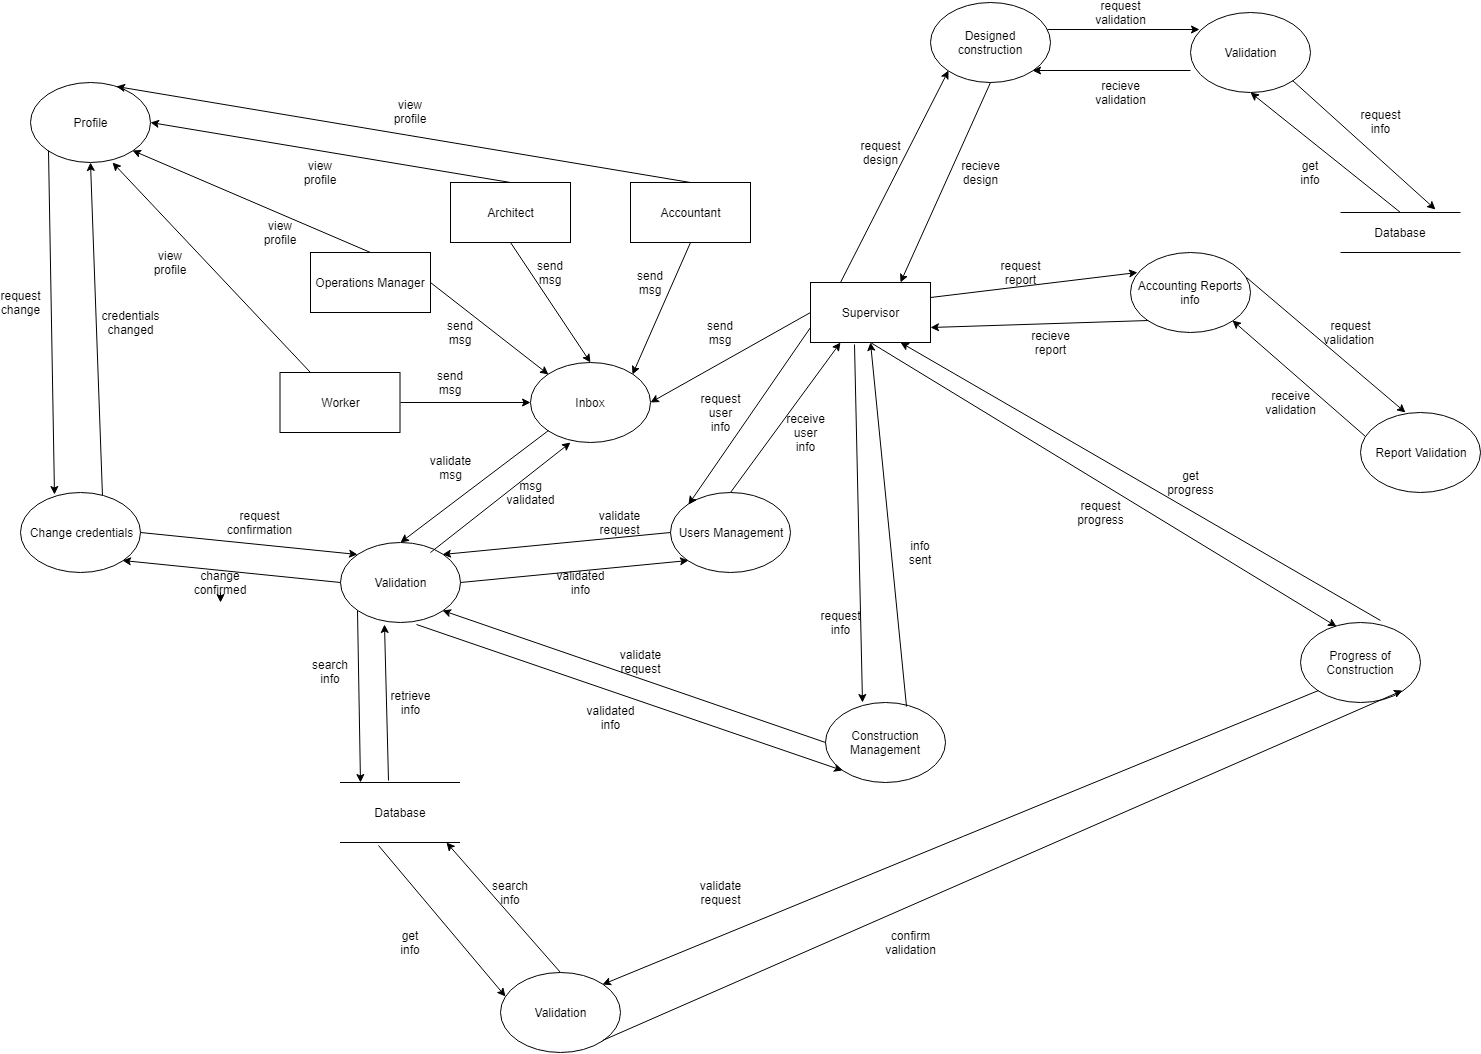 request
validation
Designed
construction
Validation
recieve
validation
view
profile
request
info
Profile
request
design
view
profile
recieve
design
get
info
Architect
Accountant
view
profile
Database
view
profile
send
msg
send
msg
request
report
Operations Manager
Accounting Reports
info
request
change
credentials
changed
Supervisor
send
msg
send
msg
recieve
report
request
validation
send
msg
Worker
Inbox
request
user
info
receive
user
info
receive
validation
validate
msg
Report Validation
msg
validated
get
progress
request
progress
request
confirmation
validate
request
Change credentials
Users Management
info
sent
change
confirmed
Validation
validated
info
request
info
search
info
validate
request
Progress of
Construction
retrieve
info
validated
info
Construction
Management
Database
search
info
validate
request
get
info
confirm
validation
Validation